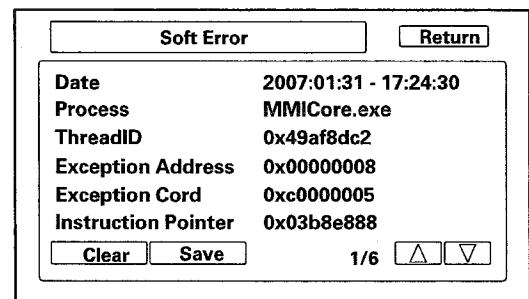 Soft Error Return
Date 2007:01:31 - 17:24:30
Process MMICore.exe
ThreadID 0x49af8dc2
Exception Address 0x00000008
Exception Cord 0xc0000005
Instruction Pointer 0x03b8e888
Clear Save 1/6